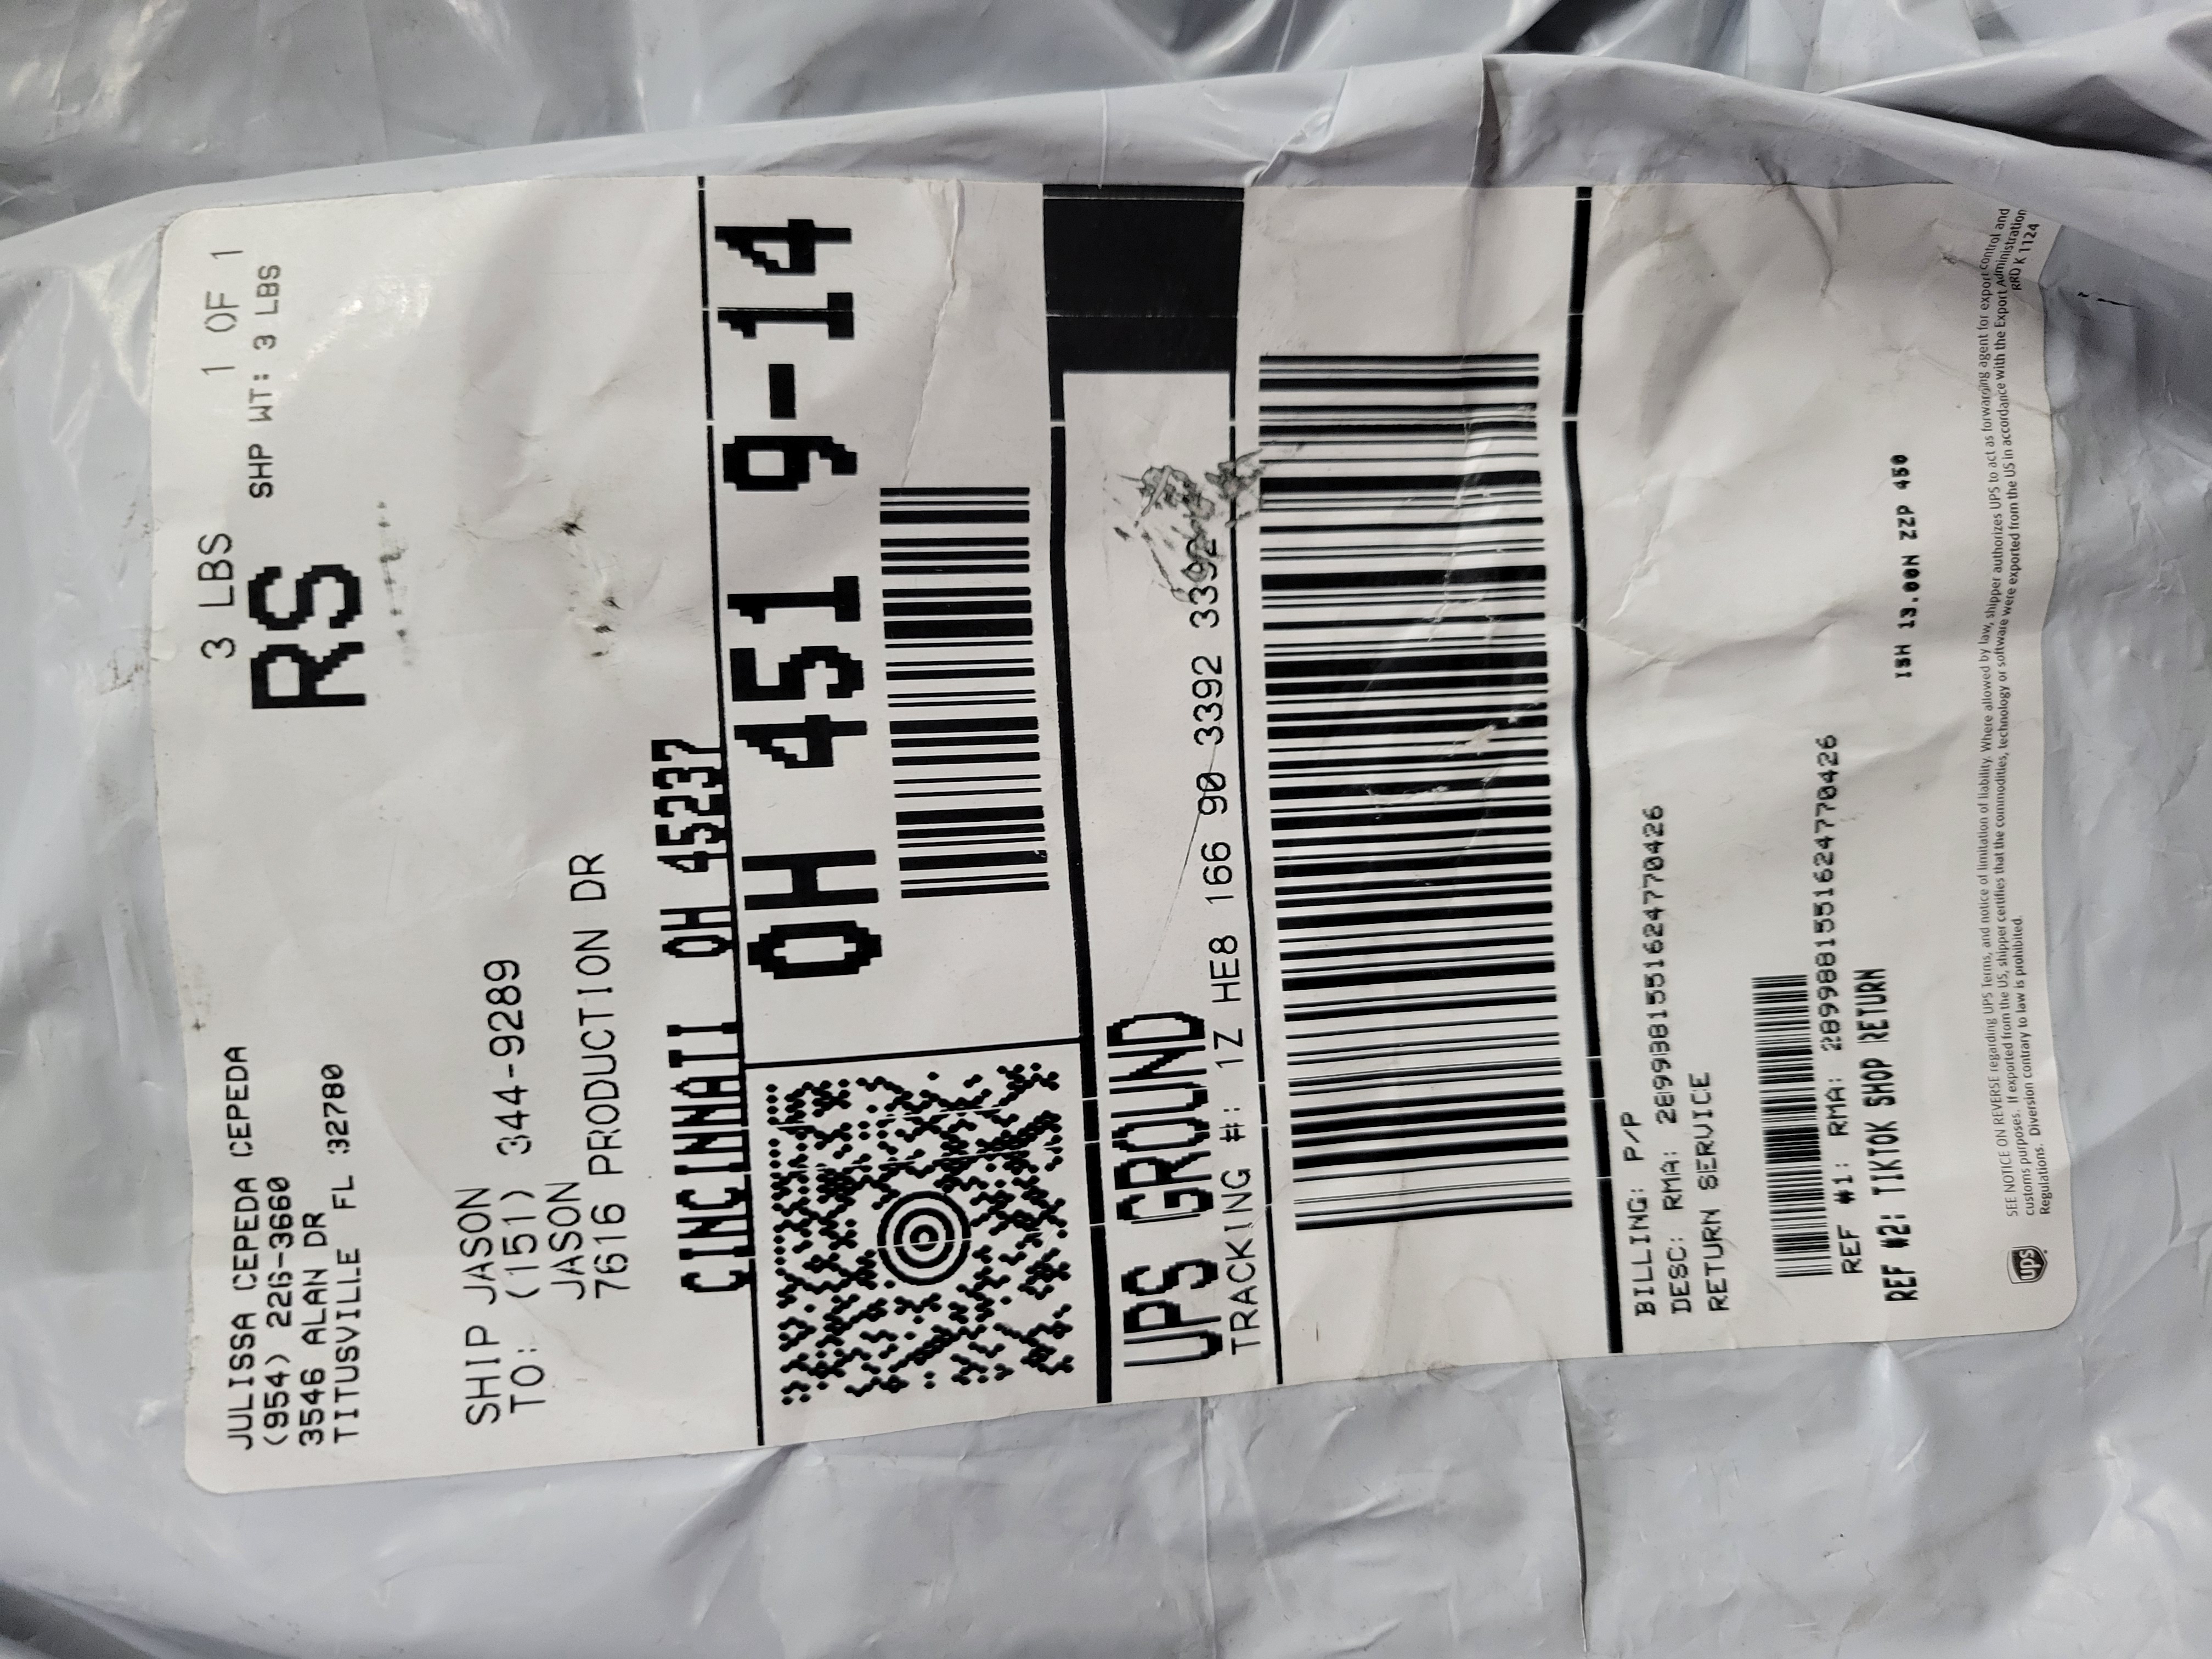 JULISSA CEPEDA CEPEDA
(954) 226-3660
3546 ALAN DR
TITUSVILLE FL 32780
3 LBS
1 OF 1
RS
SHP WT: 3 LBS
SHIP JASON
TO: (151) 344-9289
JASON
7616 PRODUCTION DR
CINCINNATI OH 45237
OH 451 9-14
UPS GROUND
TRACKING #: 1Z HE8 166 90 3392 3392
BILLING: P/P
DESC: RMA: 289988155162477 0426
RETURN SERVICE
REF #1: RMA: 2899881551624770426
REF #2: TIKTOK SHOP RETURN
ISH 13.00N ZZP 450
ups
SEE NOTICE ON REVERSE regarding UPS Terms, and notice of limitation of liability. Where allowed by law, shipper authorizes UPS to act as forwarding agent for export control and
customs purposes. If exported from the US, shipper certifies that the commodities, technology or software were exported from the US in accordance with the Export Administration
Regulations. Diversion contrary to law is prohibited.
RRD K 1124